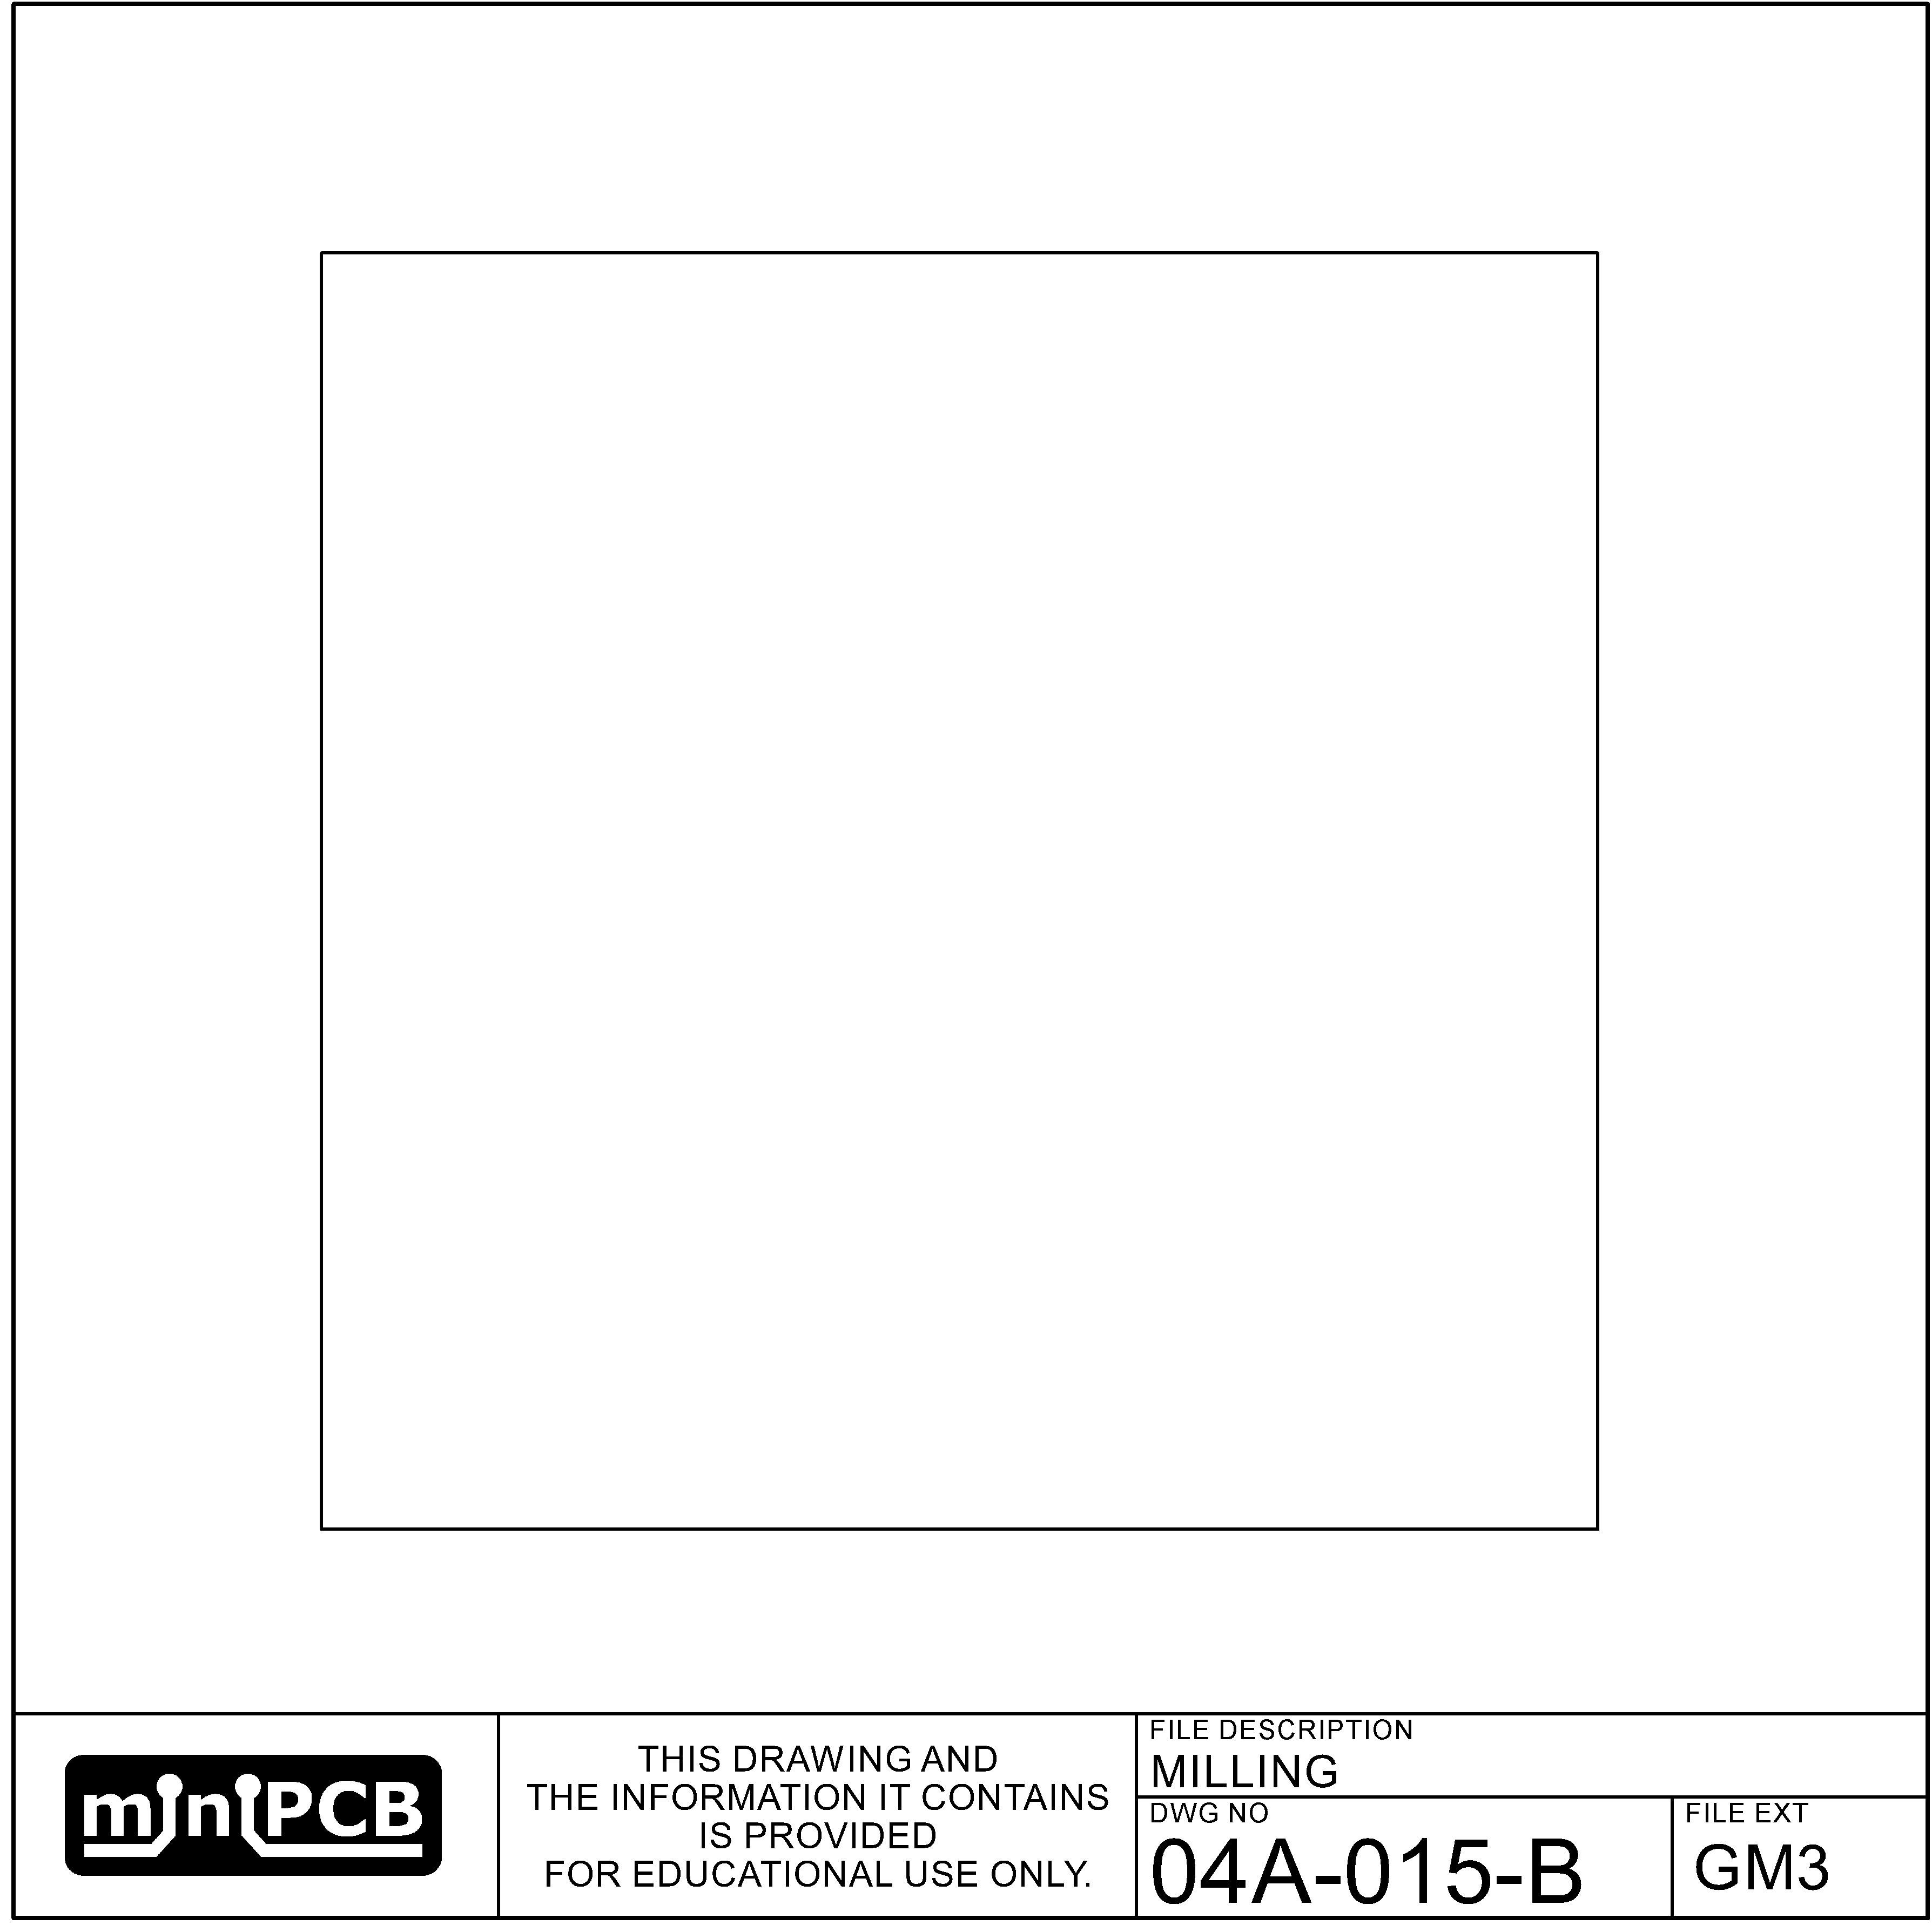 miniPCB
THIS DRAWING AND
THE INFORMATION IT CONTAINS
IS PROVIDED
FOR EDUCATIONAL USE ONLY.
FILE DESCRIPTION
MILLING
DWG NO
04A-015-B
FILE EXT
GM3